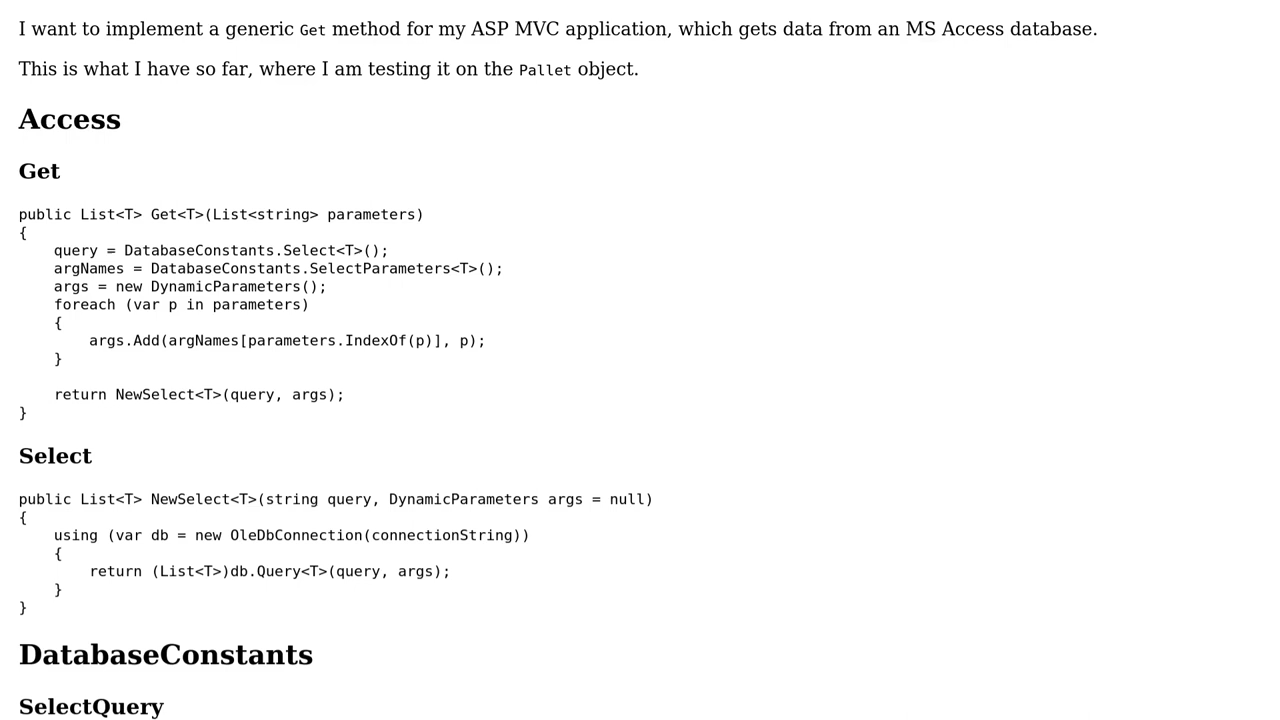 I want to implement a generic Get method for my ASP MVC application, which gets data from an MS Access database.
This is what I have so far, where I am testing it on the Pallet object.
Access
Get
public List<T> Get<T>(List<string> parameters)
{
    query = DatabaseConstants.Select<T>();
    argNames = DatabaseConstants.SelectParameters<T>();
    args = new DynamicParameters();
    foreach (var p in parameters)
    {
        args.Add(argNames[parameters.IndexOf(p)], p);
    }

    return NewSelect<T>(query, args);
}
Select
public List<T> NewSelect<T>(string query, DynamicParameters args = null)
{
    using (var db = new OleDbConnection(connectionString))
    {
        return (List<T>)db.Query<T>(query, args);
    }
}
DatabaseConstants
SelectQuery